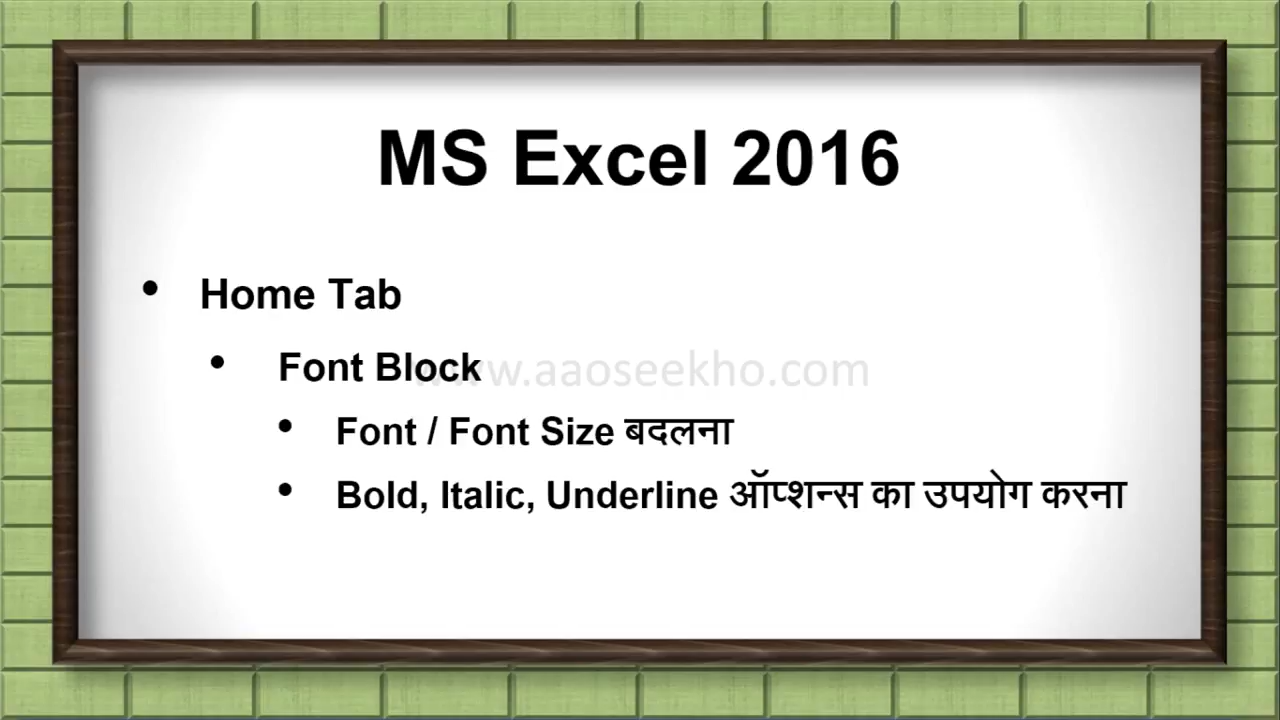 MS Excel 2016
• Home Tab
• Font Block
www.aaoseekho.com
• Font / Font Size बदलना
• Bold, Italic, Underline ऑप्शन्स का उपयोग करना